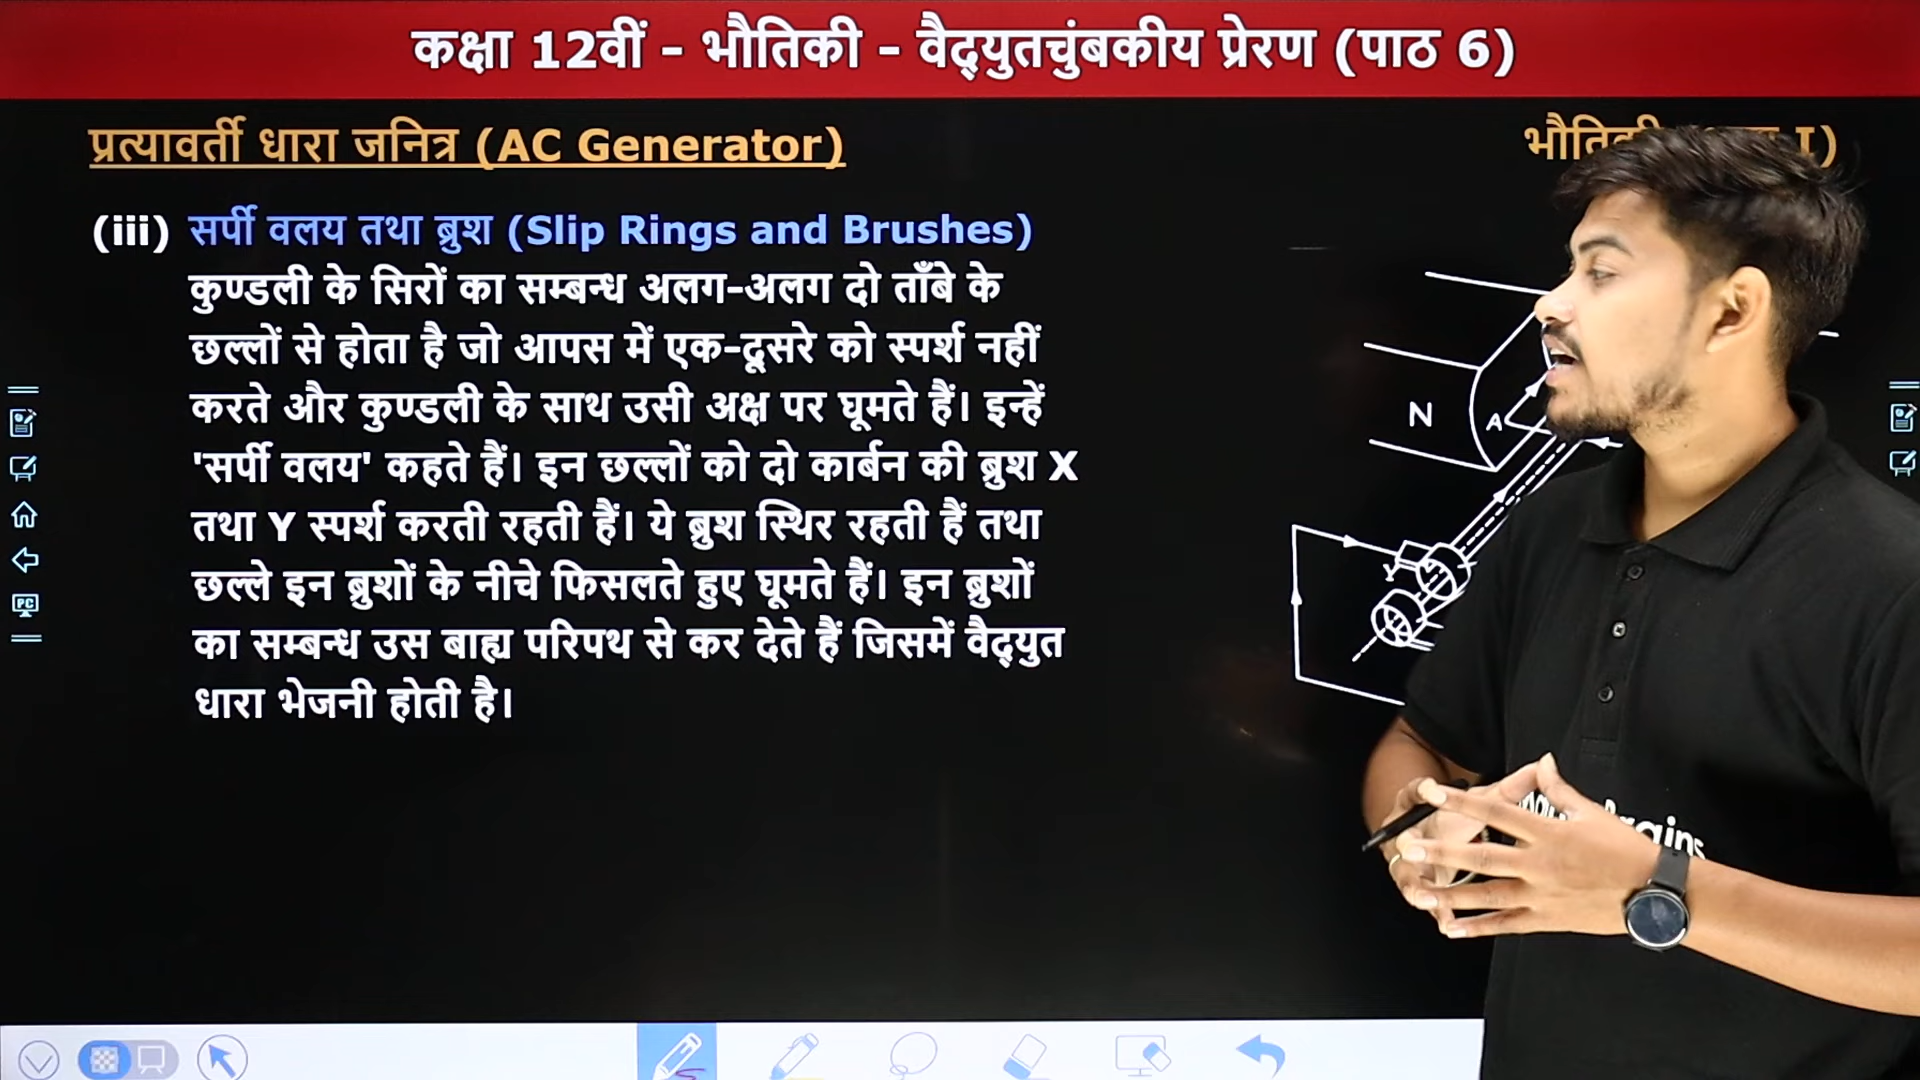 कक्षा 12वीं - भौतिकी - वैद्युतचुंबकीय प्रेरण (पाठ 6)
प्रत्यावर्ती धारा जनित्र (AC Generator)
I)
(iii) सर्पी वलय तथा ब्रुश (Slip Rings and Brushes)
कुण्डली के सिरों का सम्बन्ध अलग-अलग दो ताँबे के
छल्लों से होता है जो आपस में एक-दूसरे को स्पर्श नहीं
करते और कुण्डली के साथ उसी अक्ष पर घूमते हैं। इन्हें
'सर्पी वलय' कहते हैं। इन छल्लों को दो कार्बन की ब्रुश X
तथा Y स्पर्श करती रहती हैं। ये ब्रुश स्थिर रहती हैं तथा
छल्ले इन ब्रुशों के नीचे फिसलते हुए घूमते हैं। इन ब्रुशों
का सम्बन्ध उस बाह्य परिपथ से कर देते हैं जिसमें वैद्युत
धारा भेजनी होती है।
N
A
Y
PC